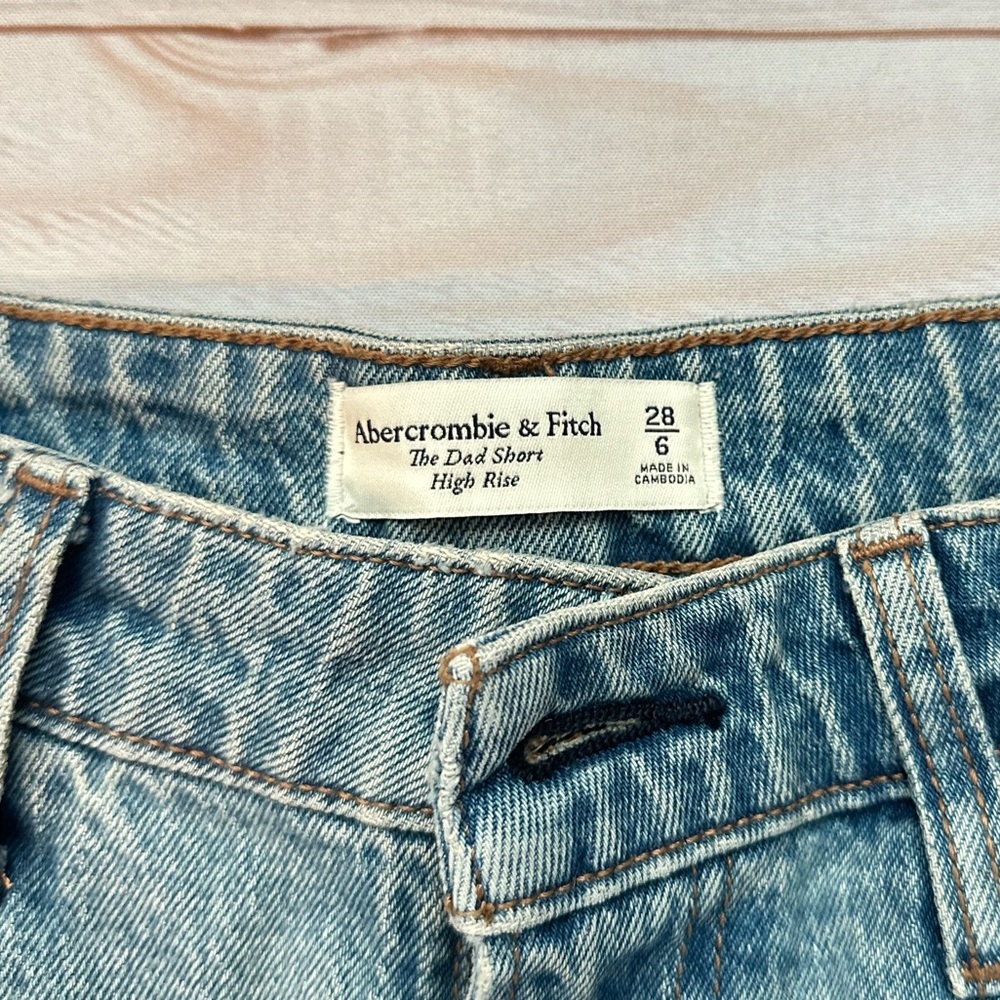 Abercrombie & Fitch
The Dad Short
High Rise
28
6
MADE IN
CAMBODIA